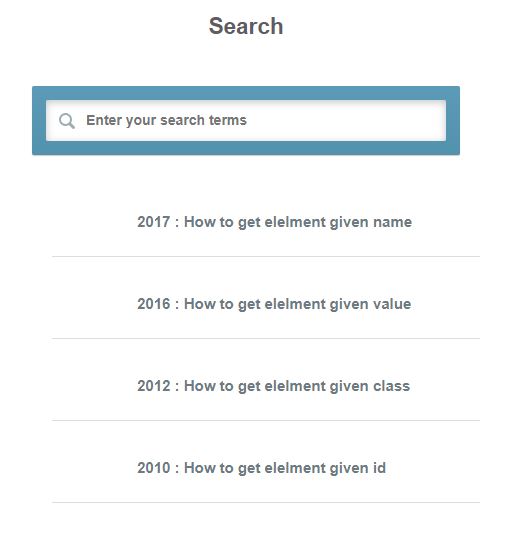 Search
Enter your search terms
2017 : How to get elelment given name
2016 : How to get elelment given value
2012 : How to get elelment given class
2010 : How to get elelment given id